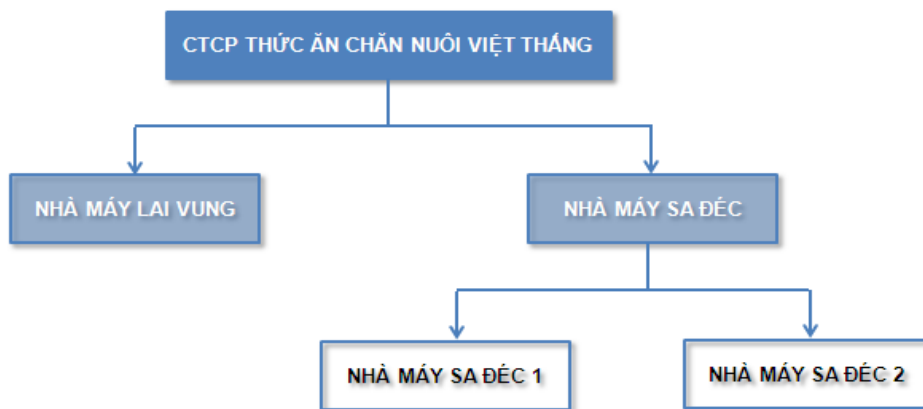 CTCP THỨC ĂN CHĂN NUÔI VIỆT THẮNG
NHÀ MÁY LAI VUNG
NHÀ MÁY SA ĐÉC
NHÀ MÁY SA ĐÉC 1
NHÀ MÁY SA ĐÉC 2